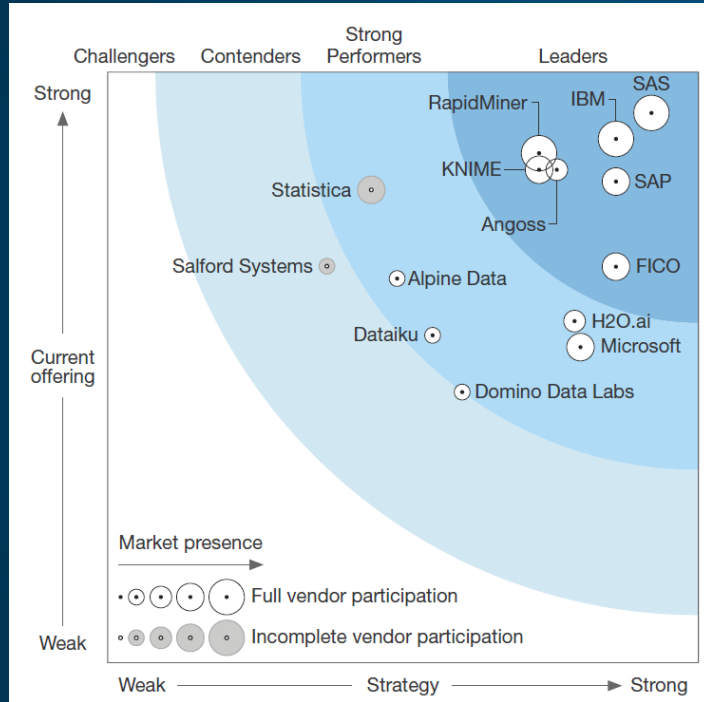 Challengers
Contenders
Strong
Performers
Leaders
Strong
SAS
RapidMiner
IBM
KNIME
Statistica
SAP
Angoss
Salford Systems
Alpine Data
FICO
H2O.ai
Dataiku
Microsoft
Current
offering
Domino Data Labs
Market presence
Full vendor participation
Incomplete vendor participation
Weak
Weak
Strategy
Strong